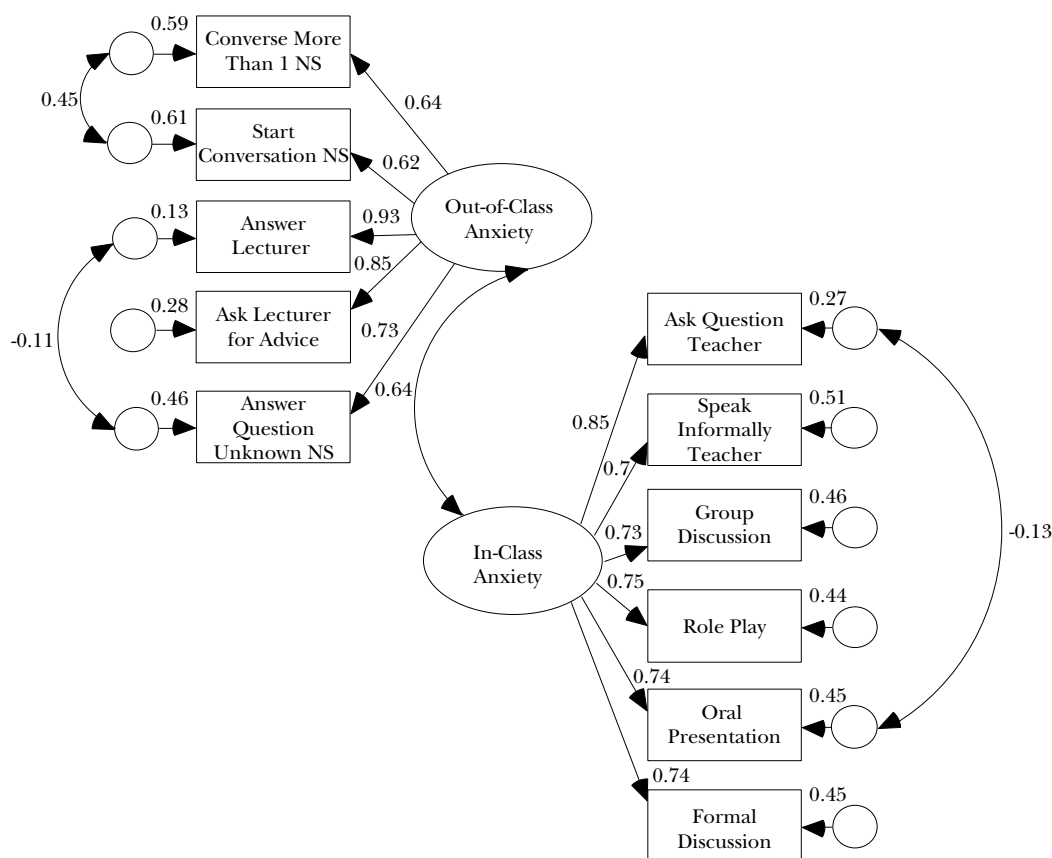 0.59
Converse More
Than 1 NS
0.64
0.45
0.61
Start
Conversation NS
0.62
Out-of-Class
Anxiety
0.13
Answer
Lecturer
0.93
0.85
0.28
Ask Lecturer
for Advice
0.73
-0.11
0.64
0.46
Answer
Question
Unknown NS
Ask Question
Teacher
0.27
0.85
Speak
Informally
Teacher
0.51
0.7
Group
Discussion
0.46
0.73
-0.13
In-Class
Anxiety
0.75
Role Play
0.44
0.74
Oral
Presentation
0.45
0.74
Formal
Discussion
0.45